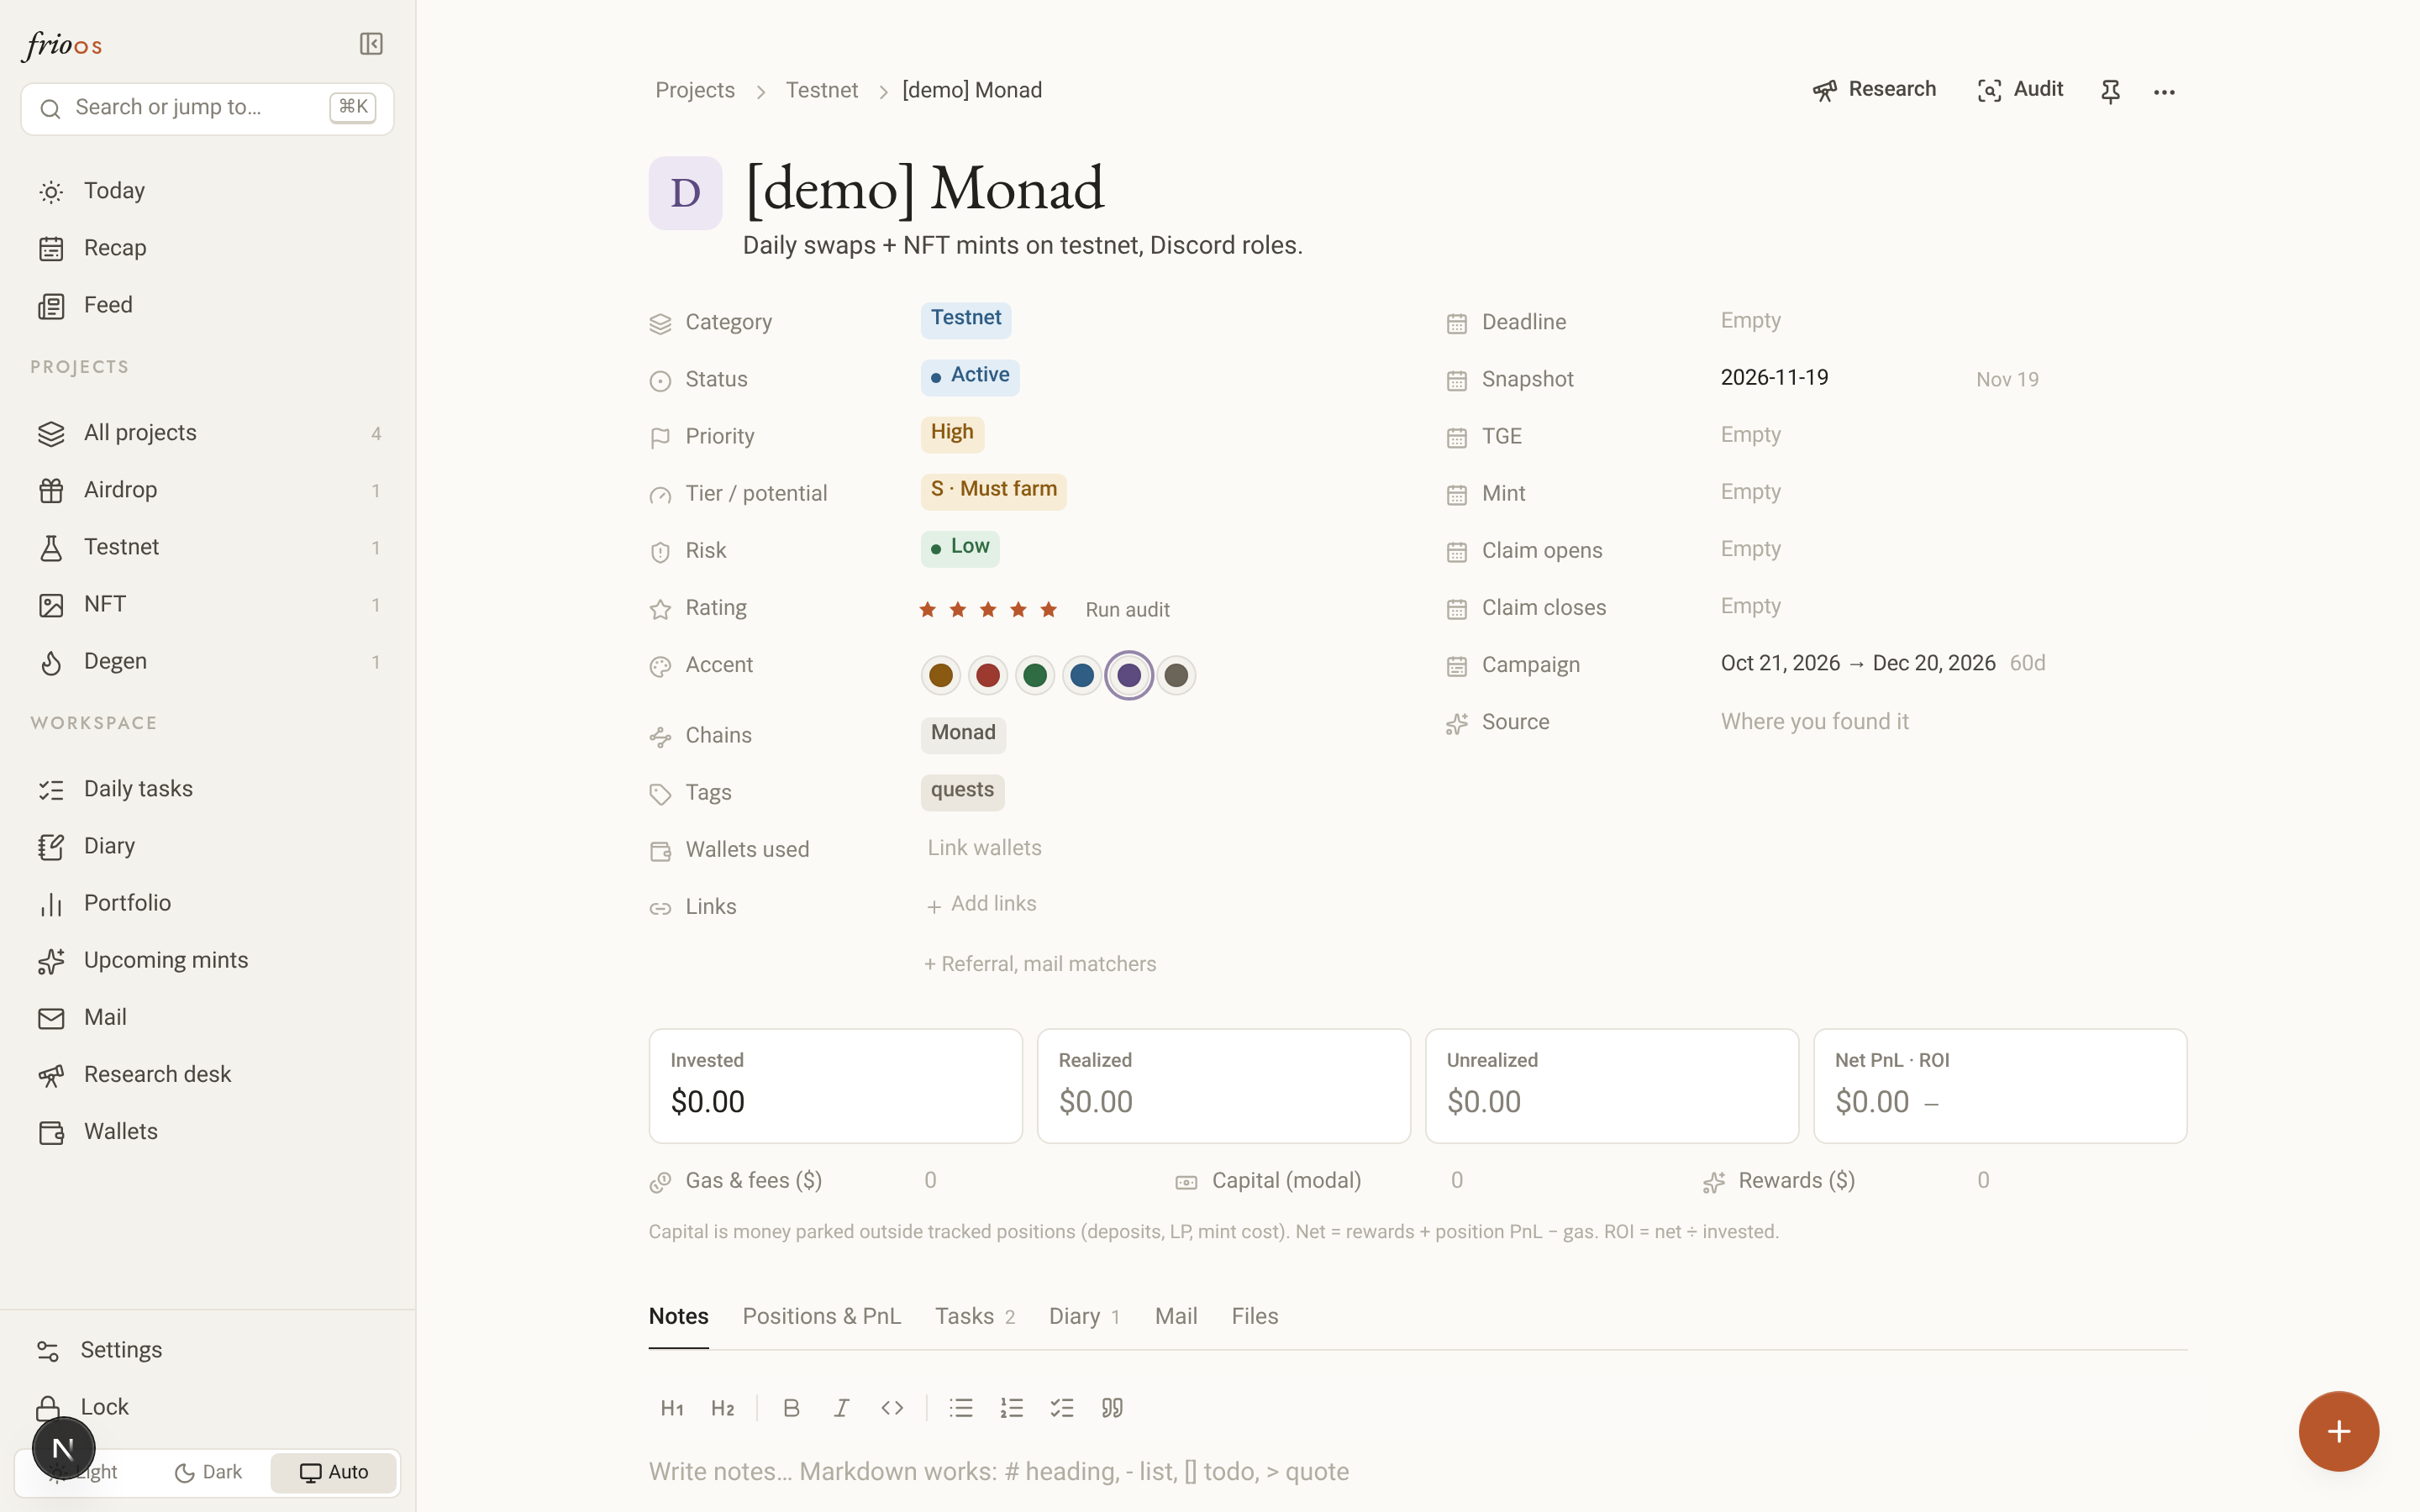 frioos
Search or jump to... ⌘K
Today
Recap
Feed
PROJECTS
All projects 4
Airdrop 1
Testnet 1
NFT 1
Degen 1
WORKSPACE
Daily tasks
Diary
Portfolio
Upcoming mints
Mail
Research desk
Wallets
Settings
Lock
N
Light Dark Auto
Projects > Testnet > [demo] Monad
Research Audit
D
[demo] Monad
Daily swaps + NFT mints on testnet, Discord roles.
Category Testnet
Status Active
Priority High
Tier / potential S · Must farm
Risk Low
Rating ★ ★ ★ ★ ★ Run audit
Accent
Chains Monad
Tags quests
Wallets used Link wallets
Links + Add links
+ Referral, mail matchers
Deadline Empty
Snapshot 2026-11-19 Nov 19
TGE Empty
Mint Empty
Claim opens Empty
Claim closes Empty
Campaign Oct 21, 2026 → Dec 20, 2026 60d
Source Where you found it
Invested
$0.00
Realized
$0.00
Unrealized
$0.00
Net PnL · ROI
$0.00 –
Gas & fees ($) 0 Capital (modal) 0 Rewards ($) 0
Capital is money parked outside tracked positions (deposits, LP, mint cost). Net = rewards + position PnL − gas. ROI = net ÷ invested.
Notes Positions & PnL Tasks 2 Diary 1 Mail Files
H1 H2 B I <>
Write notes... Markdown works: # heading, - list, [] todo, > quote
+